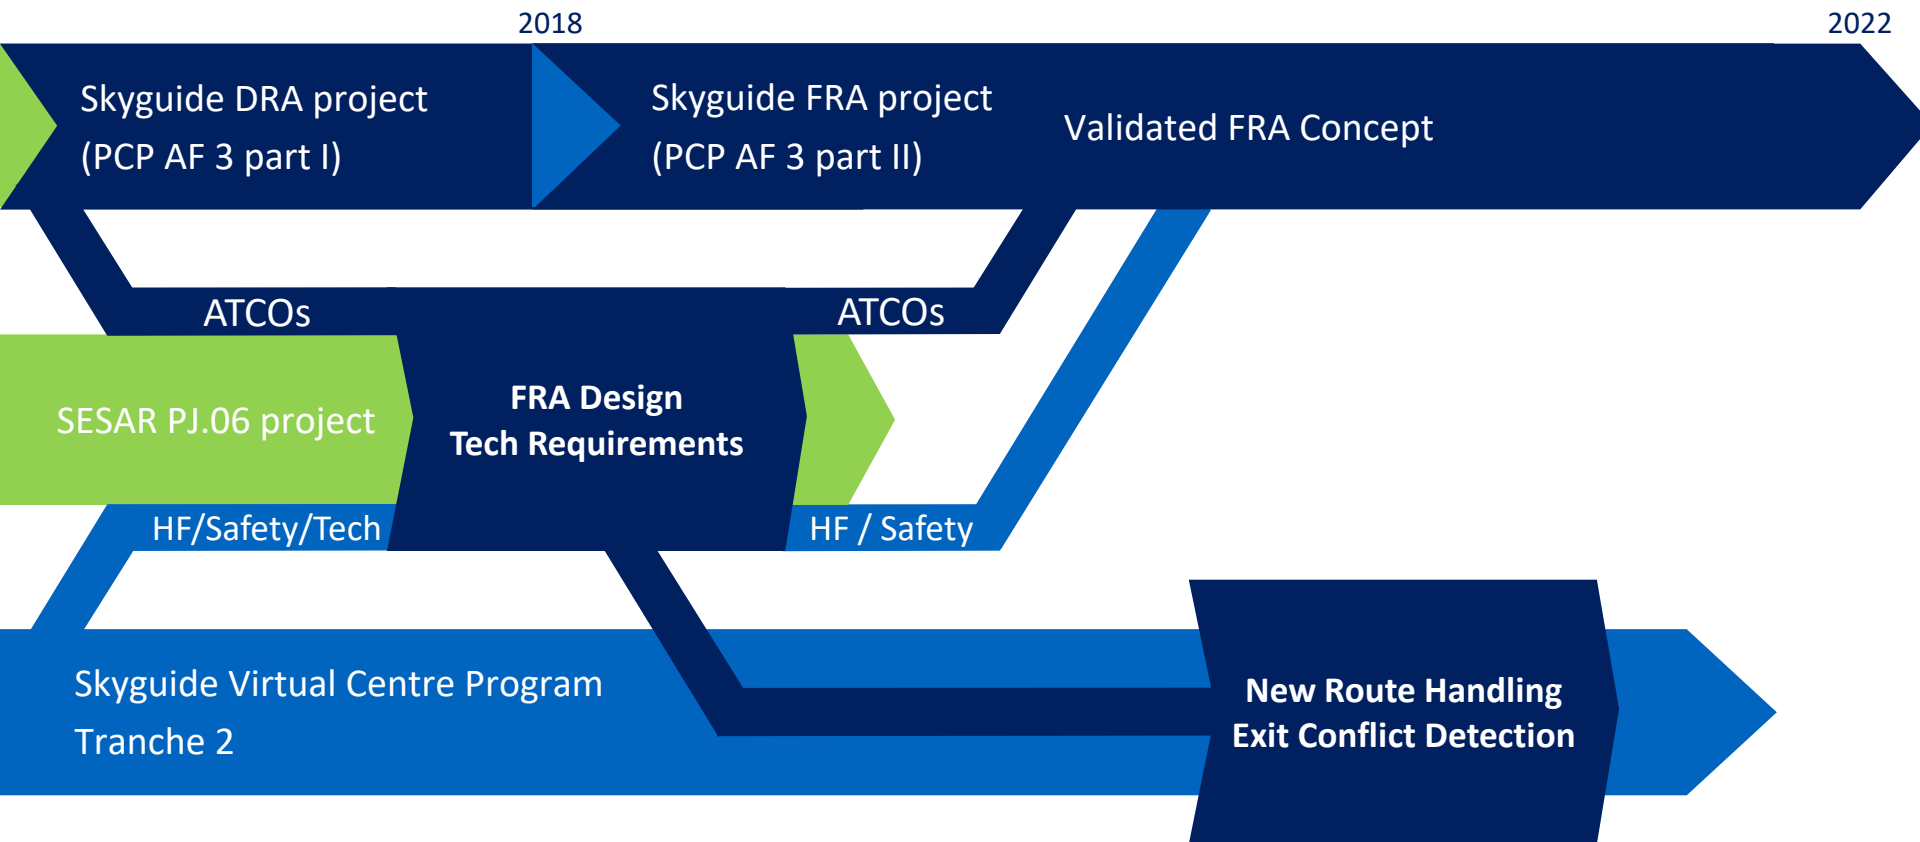 2018
2022
Skyguide DRA project
(PCP AF 3 part I)
Skyguide FRA project
(PCP AF 3 part II)
Validated FRA Concept
ATCOs
ATCOs
SESAR PJ.06 project
FRA Design
Tech Requirements
HF/Safety/Tech
HF / Safety
Skyguide Virtual Centre Program
Tranche 2
New Route Handling
Exit Conflict Detection